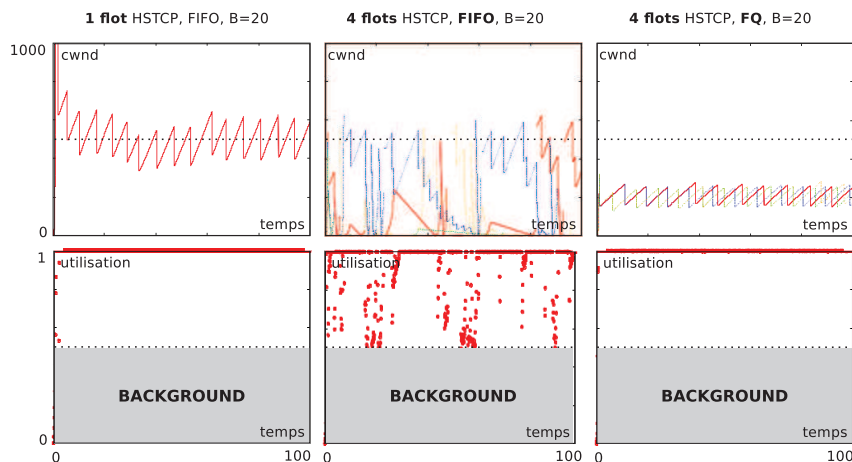 1 flot HSTCP, FIFO, B=20
4 flots HSTCP, FIFO, B=20
4 flots HSTCP, FQ, B=20
1000
cwnd
cwnd
cwnd
temps
temps
temps
0
1
utilisation
utilisation
utilisation
BACKGROUND
BACKGROUND
BACKGROUND
temps
temps
temps
0
0
100
0
100
0
100